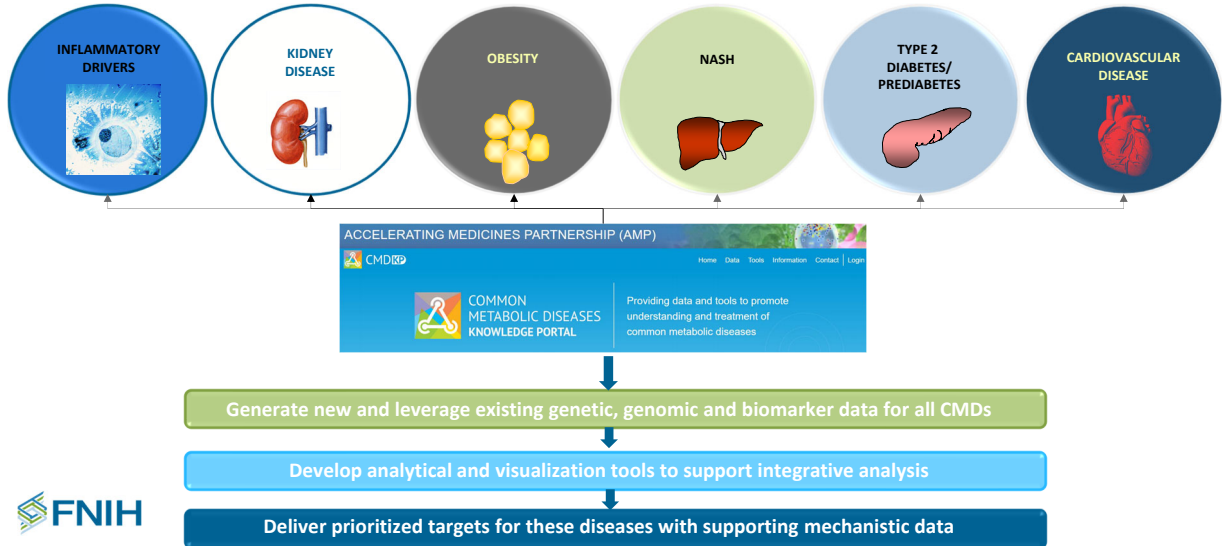 INFLAMMATORY
DRIVERS
KIDNEY
DISEASE
OBESITY
NASH
TYPE 2
DIABETES/
PREDIABETES
CARDIOVASCULAR
DISEASE
ACCELERATING MEDICINES PARTNERSHIP (AMP)
CMDKP
Home Data Tools Information Contact Login
COMMON
METABOLIC DISEASES
KNOWLEDGE PORTAL
Providing data and tools to promote
understanding and treatment of
common metabolic diseases
Generate new and leverage existing genetic, genomic and biomarker data for all CMDs
Develop analytical and visualization tools to support integrative analysis
Deliver prioritized targets for these diseases with supporting mechanistic data
FNIH